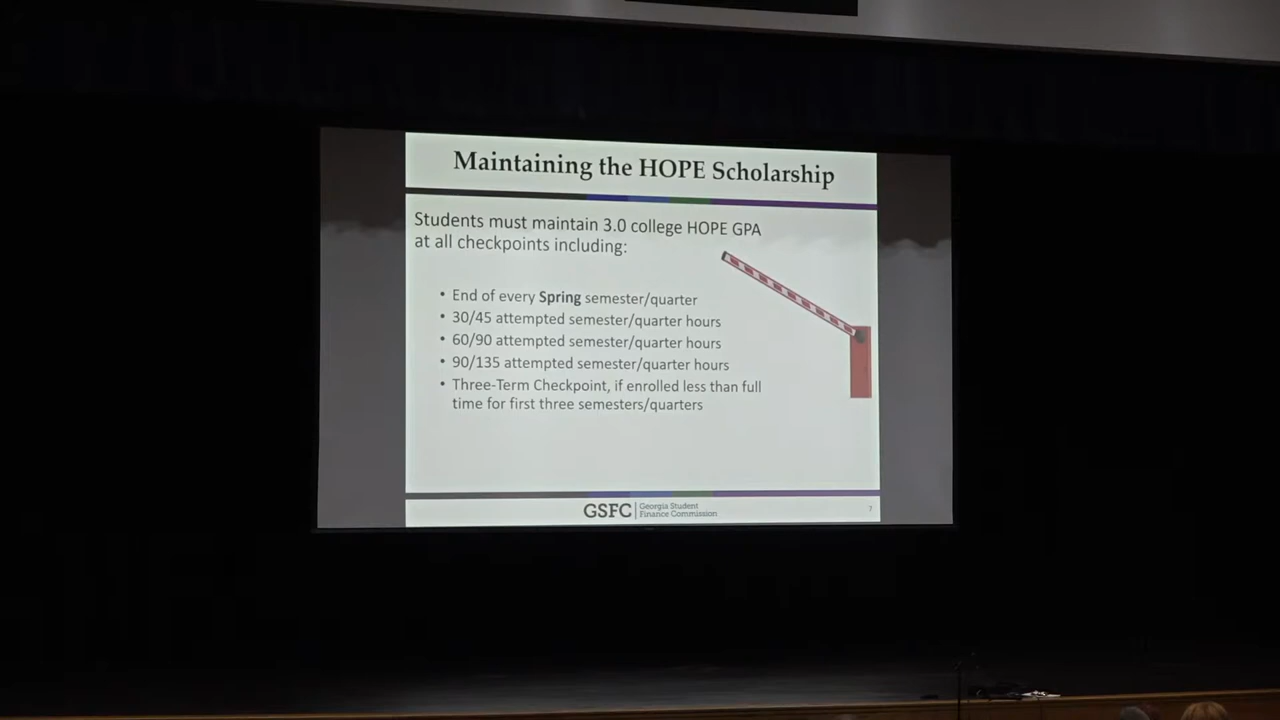 Maintaining the HOPE Scholarship
Students must maintain 3.0 college HOPE GPA
at all checkpoints including:
• End of every Spring semester/quarter
• 30/45 attempted semester/quarter hours
• 60/90 attempted semester/quarter hours
• 90/135 attempted semester/quarter hours
• Three-Term Checkpoint, if enrolled less than full
time for first three semesters/quarters
GSFC | Georgia Student
Finance Commission
7